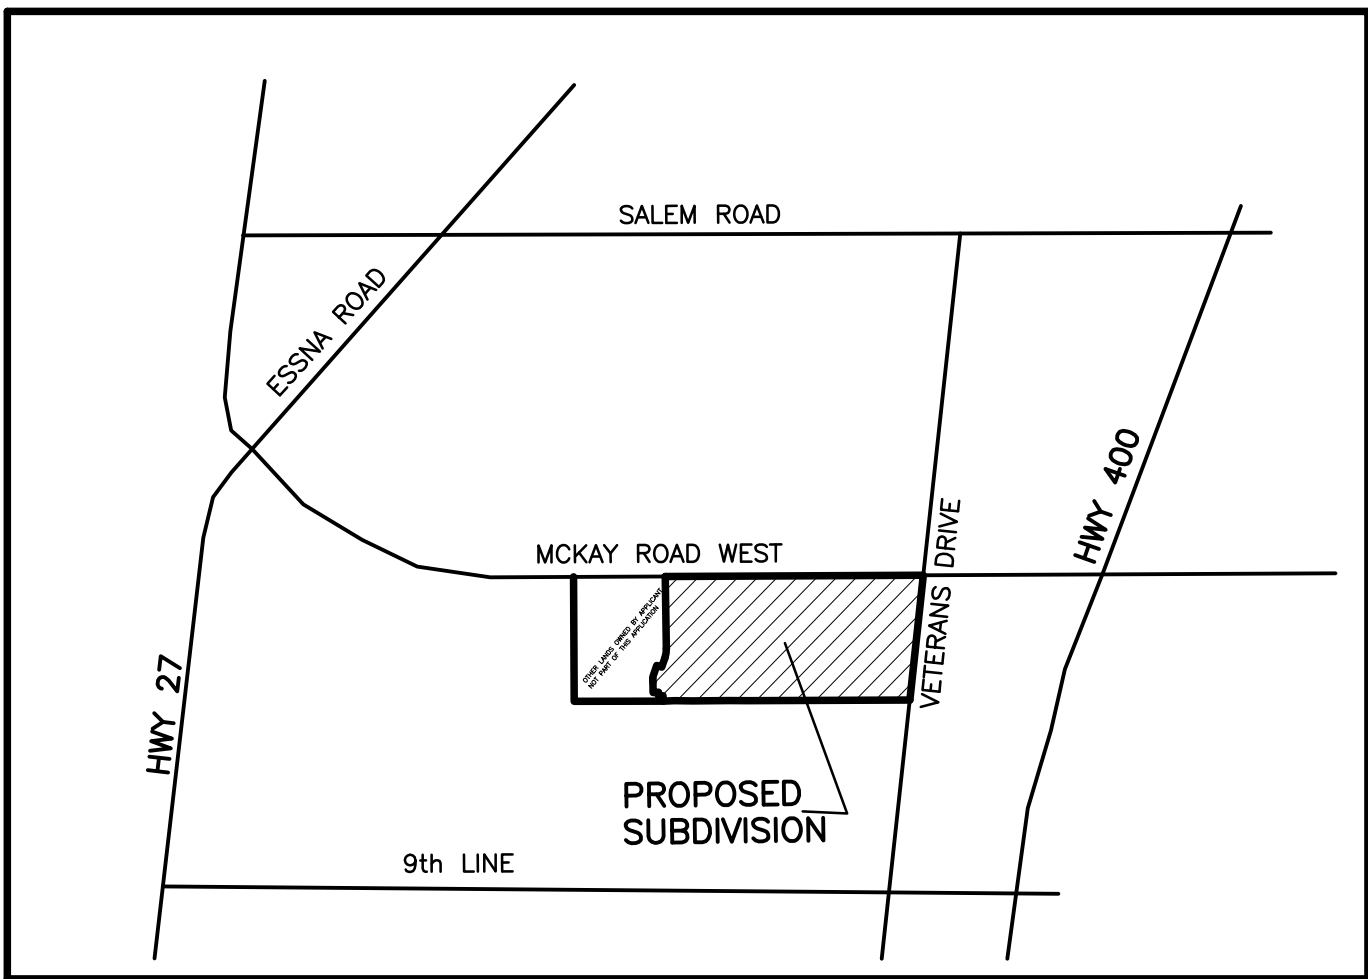 SALEM ROAD
ESSNA ROAD
HWY 400
MCKAY ROAD WEST
VETERANS DRIVE
OTHER LANDS OWNED BY APPLICANT
NOT PART OF THIS APPLICATION
HWY 27
PROPOSED
SUBDIVISION
9th LINE